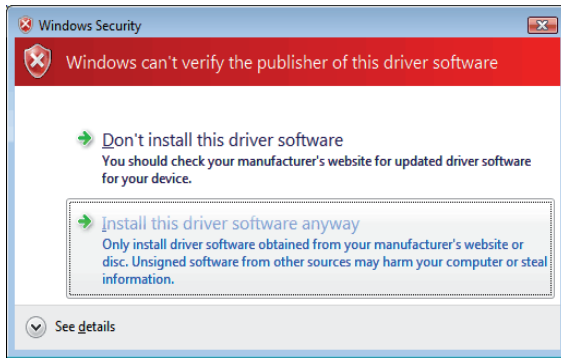 Windows Security
Windows can't verify the publisher of this driver software
Don't install this driver software
You should check your manufacturer's website for updated driver software
for your device.
Install this driver software anyway
Only install driver software obtained from your manufacturer's website or
disc. Unsigned software from other sources may harm your computer or steal
information.
See details